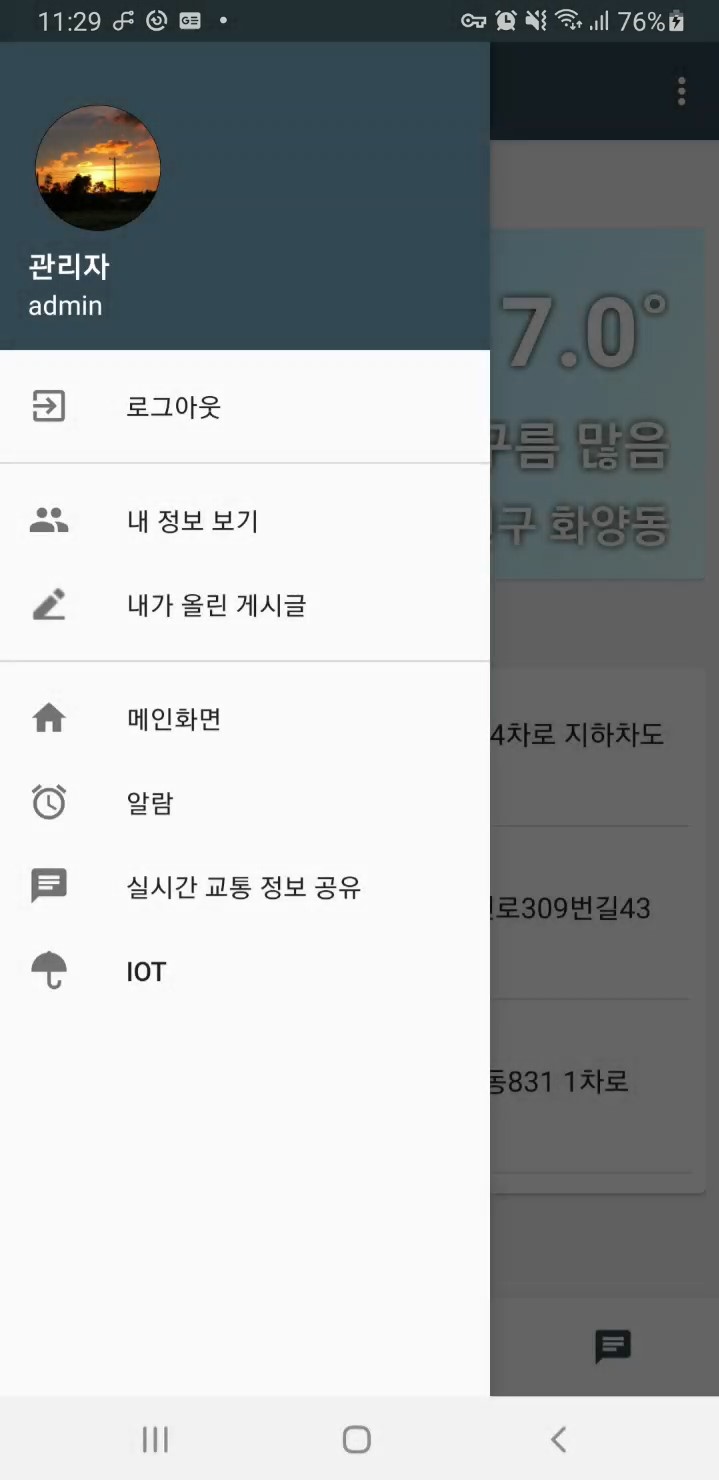 11:29
76%
관리자
admin
로그아웃
내 정보 보기
내가 올린 게시글
메인화면
알람
실시간 교통 정보 공유
IOT
7.0°
구름 많음
구 화양동
4차로 지하차도
로309번길43
동831 1차로